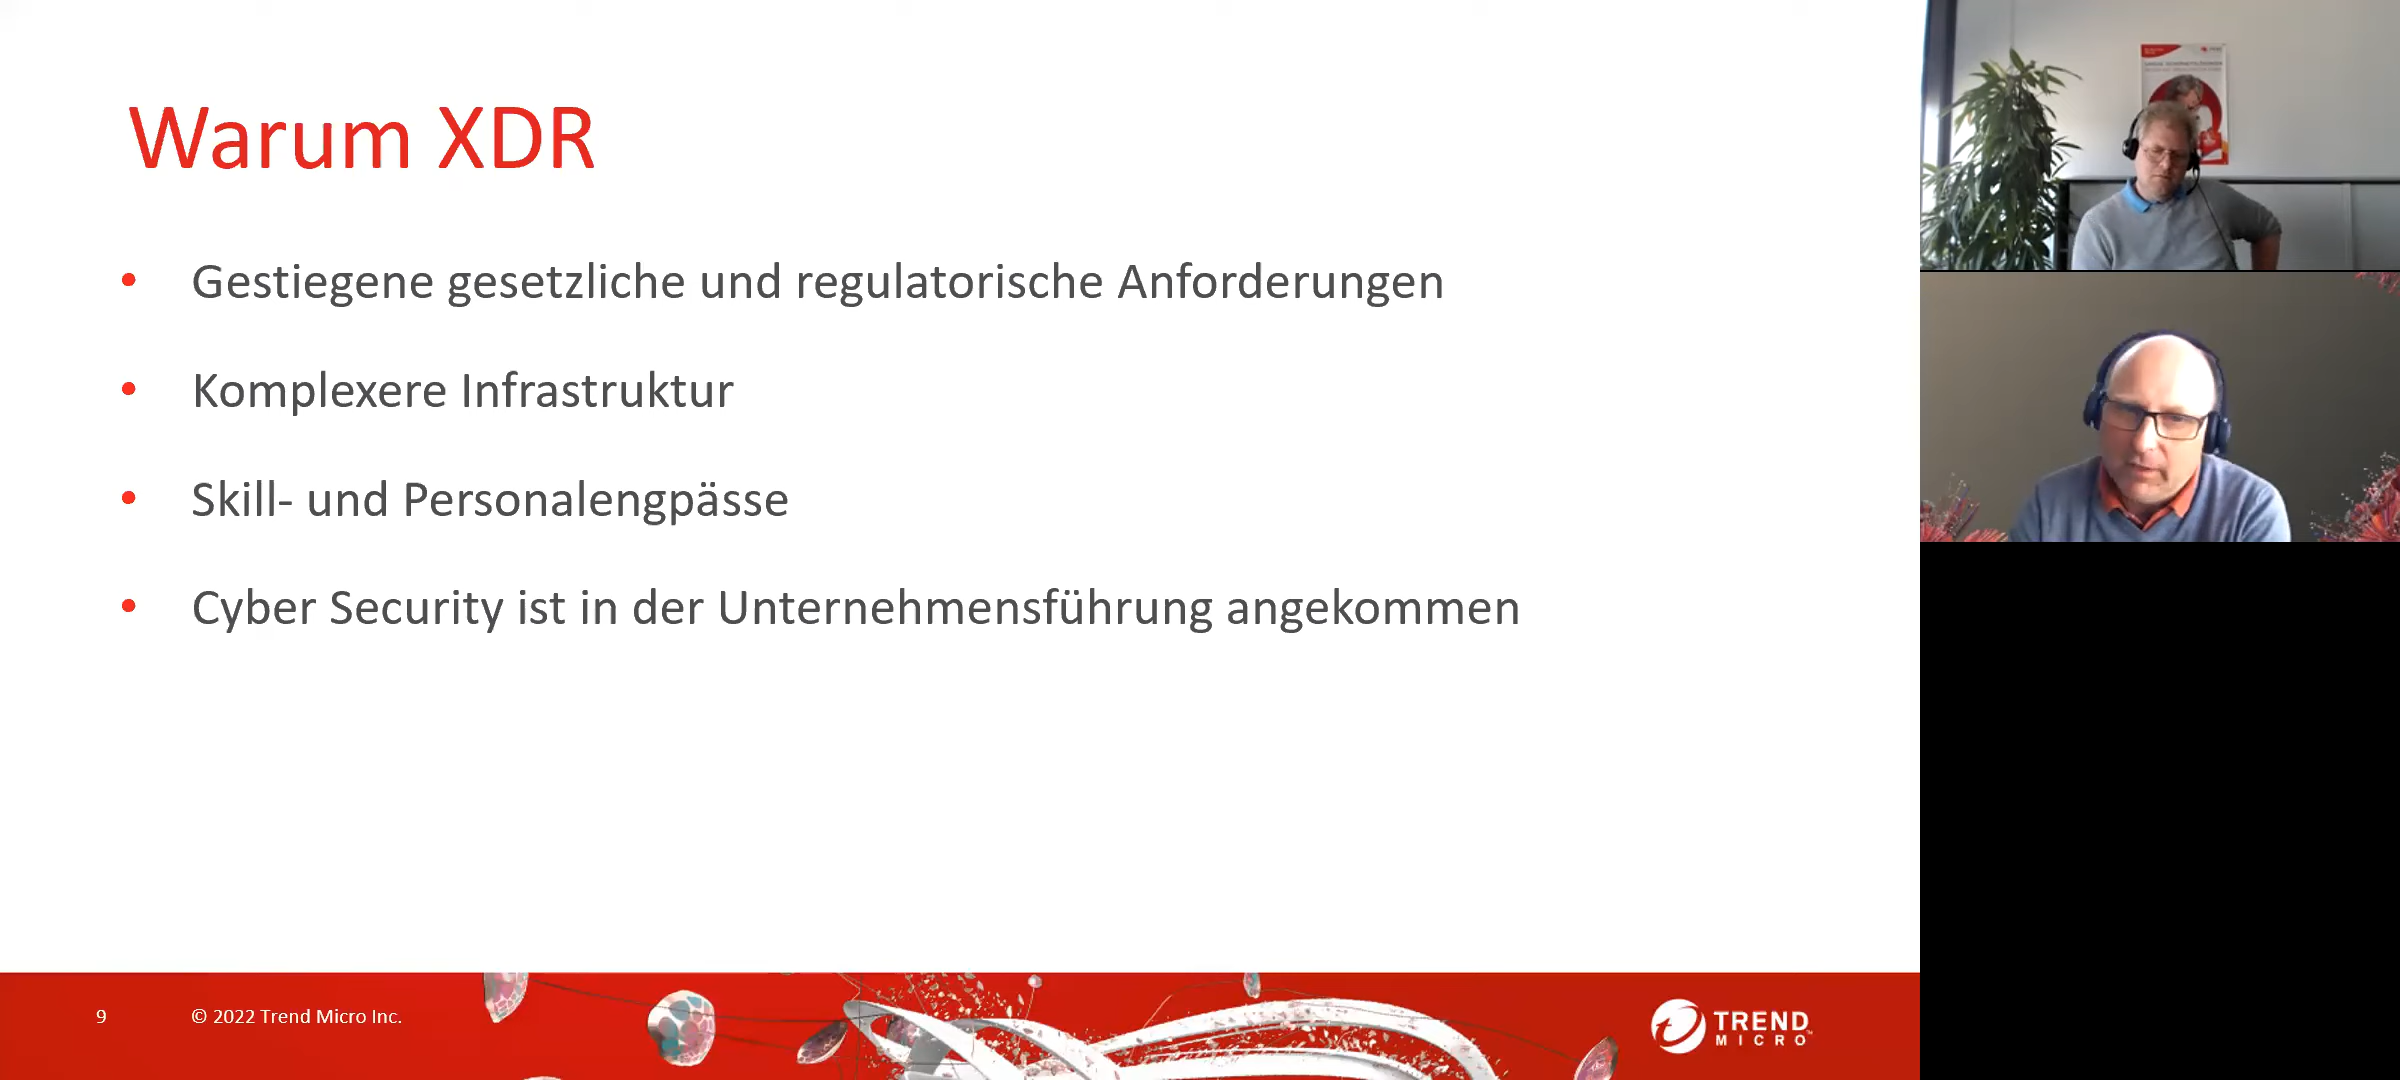 Warum XDR
• Gestiegene gesetzliche und regulatorische Anforderungen
• Komplexere Infrastruktur
• Skill- und Personalengpässe
• Cyber Security ist in der Unternehmensführung angekommen
9 © 2022 Trend Micro Inc.
TREND
MICRO™